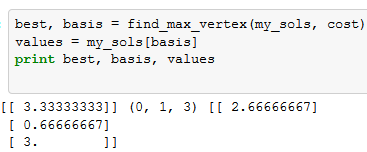 best, basis = find_max_vertex(my_sols, cost)
values = my_sols[basis]
print best, basis, values
[[ 3.33333333]] (0, 1, 3) [[ 2.66666667]
[ 0.66666667]
[ 3. ]]